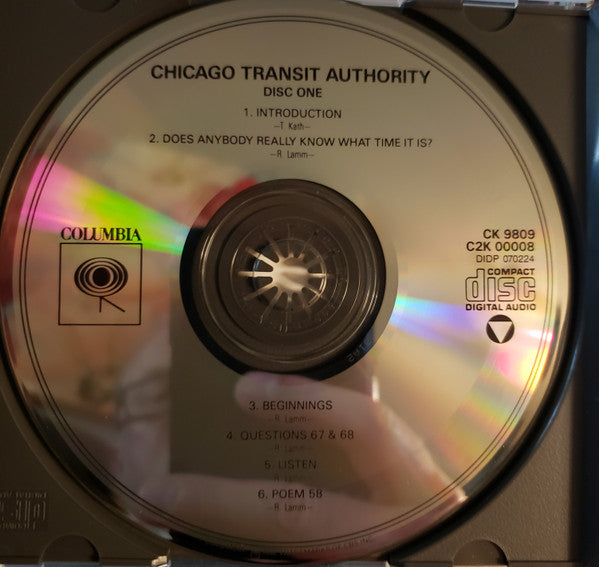 CHICAGO TRANSIT AUTHORITY
DISC ONE
1. INTRODUCTION
—T. Kath—
2. DOES ANYBODY REALLY KNOW WHAT TIME IT IS?
—R. Lamm—
COLUMBIA
CK 9809
C2K 00008
DIDP 070224
COMPACT
disc
DIGITAL AUDIO
3. BEGINNINGS
—R. Lamm—
4. QUESTIONS 67 & 68
—R. Lamm—
5. LISTEN
—R. Lamm—
6. POEM 58
—R. Lamm—